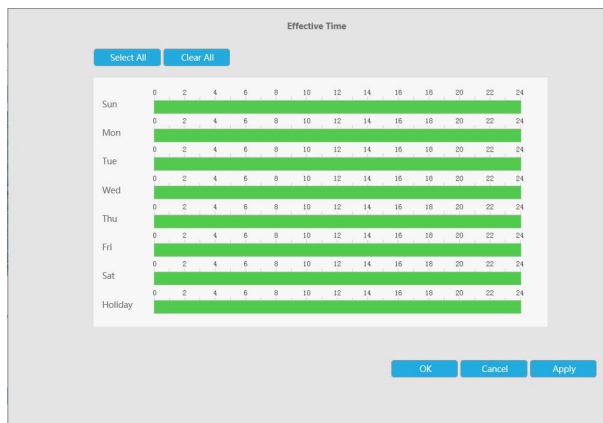 Effective Time
Select All Clear All
0 2 4 6 8 10 12 14 16 18 20 22 24
Sun
0 2 4 6 8 10 12 14 16 18 20 22 24
Mon
0 2 4 6 8 10 12 14 16 18 20 22 24
Tue
0 2 4 6 8 10 12 14 16 18 20 22 24
Wed
0 2 4 6 8 10 12 14 16 18 20 22 24
Thu
0 2 4 6 8 10 12 14 16 18 20 22 24
Fri
0 2 4 6 8 10 12 14 16 18 20 22 24
Sat
0 2 4 6 8 10 12 14 16 18 20 22 24
Holiday
OK Cancel Apply